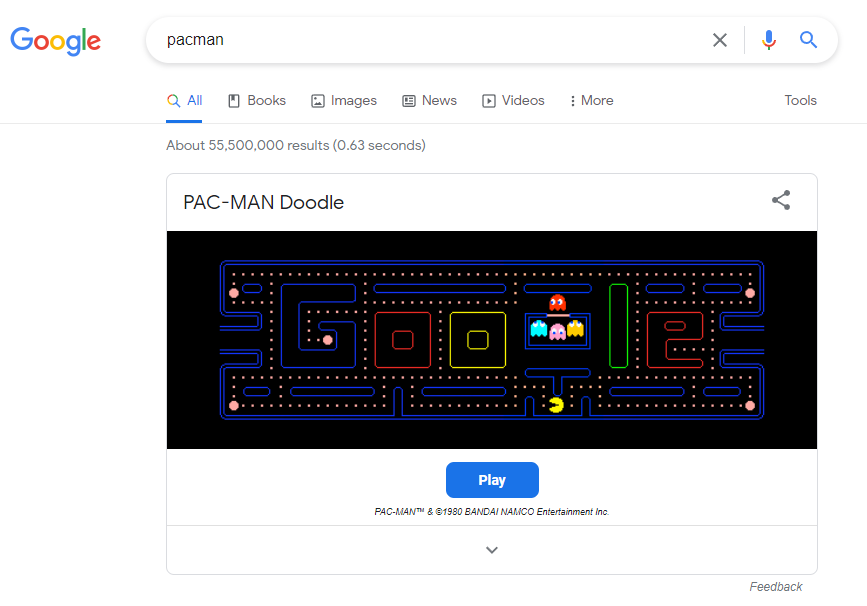 Google
pacman
All Books Images News Videos More Tools
About 55,500,000 results (0.63 seconds)
PAC-MAN Doodle
Google
Play
PAC-MAN™ & ©1980 BANDAI NAMCO Entertainment Inc.
Feedback